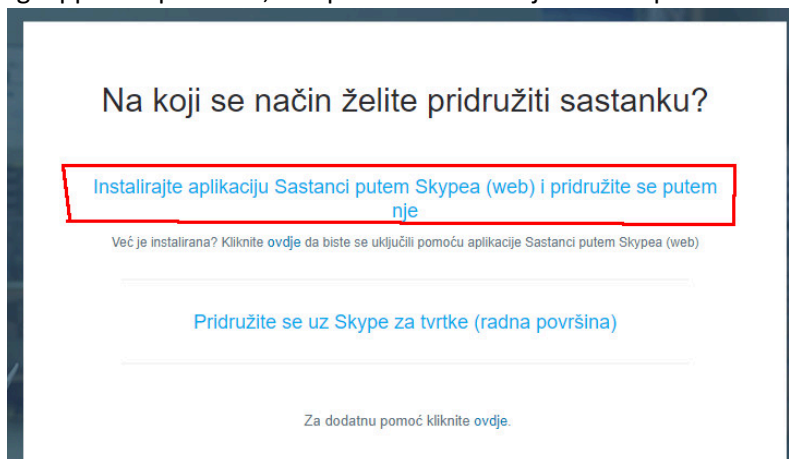 Na koji se način želite pridružiti sastanku?
Instalirajte aplikaciju Sastanci putem Skypea (web) i pridružite se putem
nje
Već je instalirana? Kliknite ovdje da biste se uključili pomoću aplikacije Sastanci putem Skypea (web)
Pridružite se uz Skype za tvrtke (radna površina)
Za dodatnu pomoć kliknite ovdje.